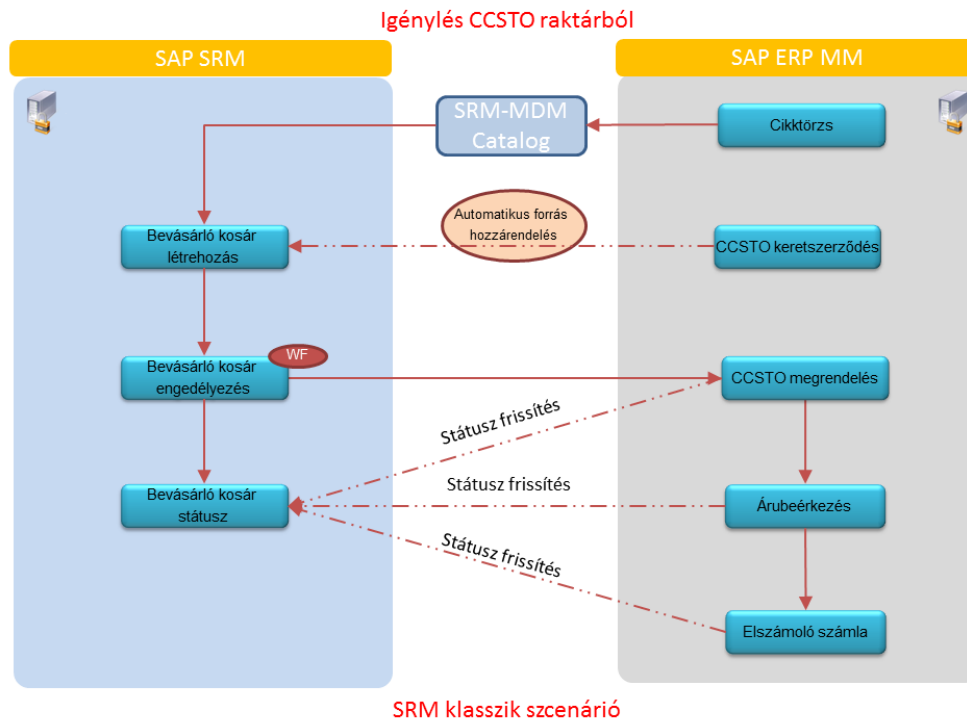 Igénylés CCSTO raktárból
SAP SRM
SAP ERP MM
SRM-MDM
Catalog
Cikktörzs
Automatikus forrás
hozzárendelés
Bevásárló kosár
létrehozás
CCSTO keretszerződés
WF
Bevásárló kosár
engedélyezés
CCSTO megrendelés
Státusz frissítés
Státusz frissítés
Bevásárló kosár
státusz
Árubeérkezés
Státusz frissítés
Elszámoló számla
SRM klasszik szcenárió